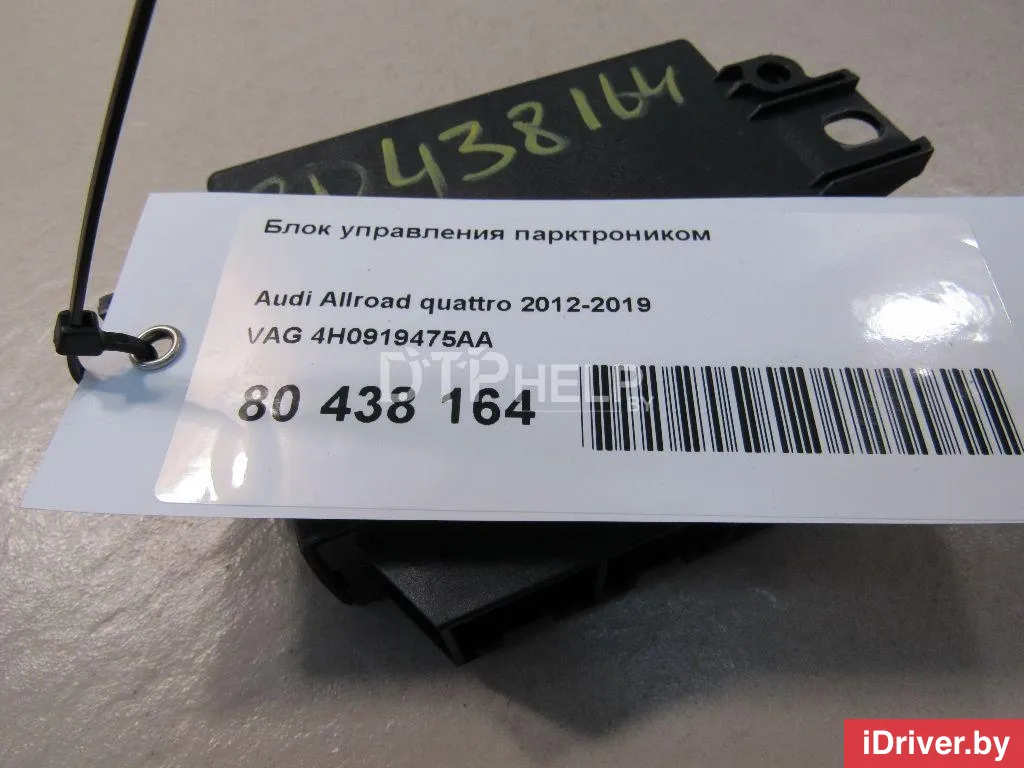 80438164
Блок управления парктроником
Audi Allroad quattro 2012-2019
VAG 4H0919475AA
DTPHELP
BY
80 438 164
iDriver.by